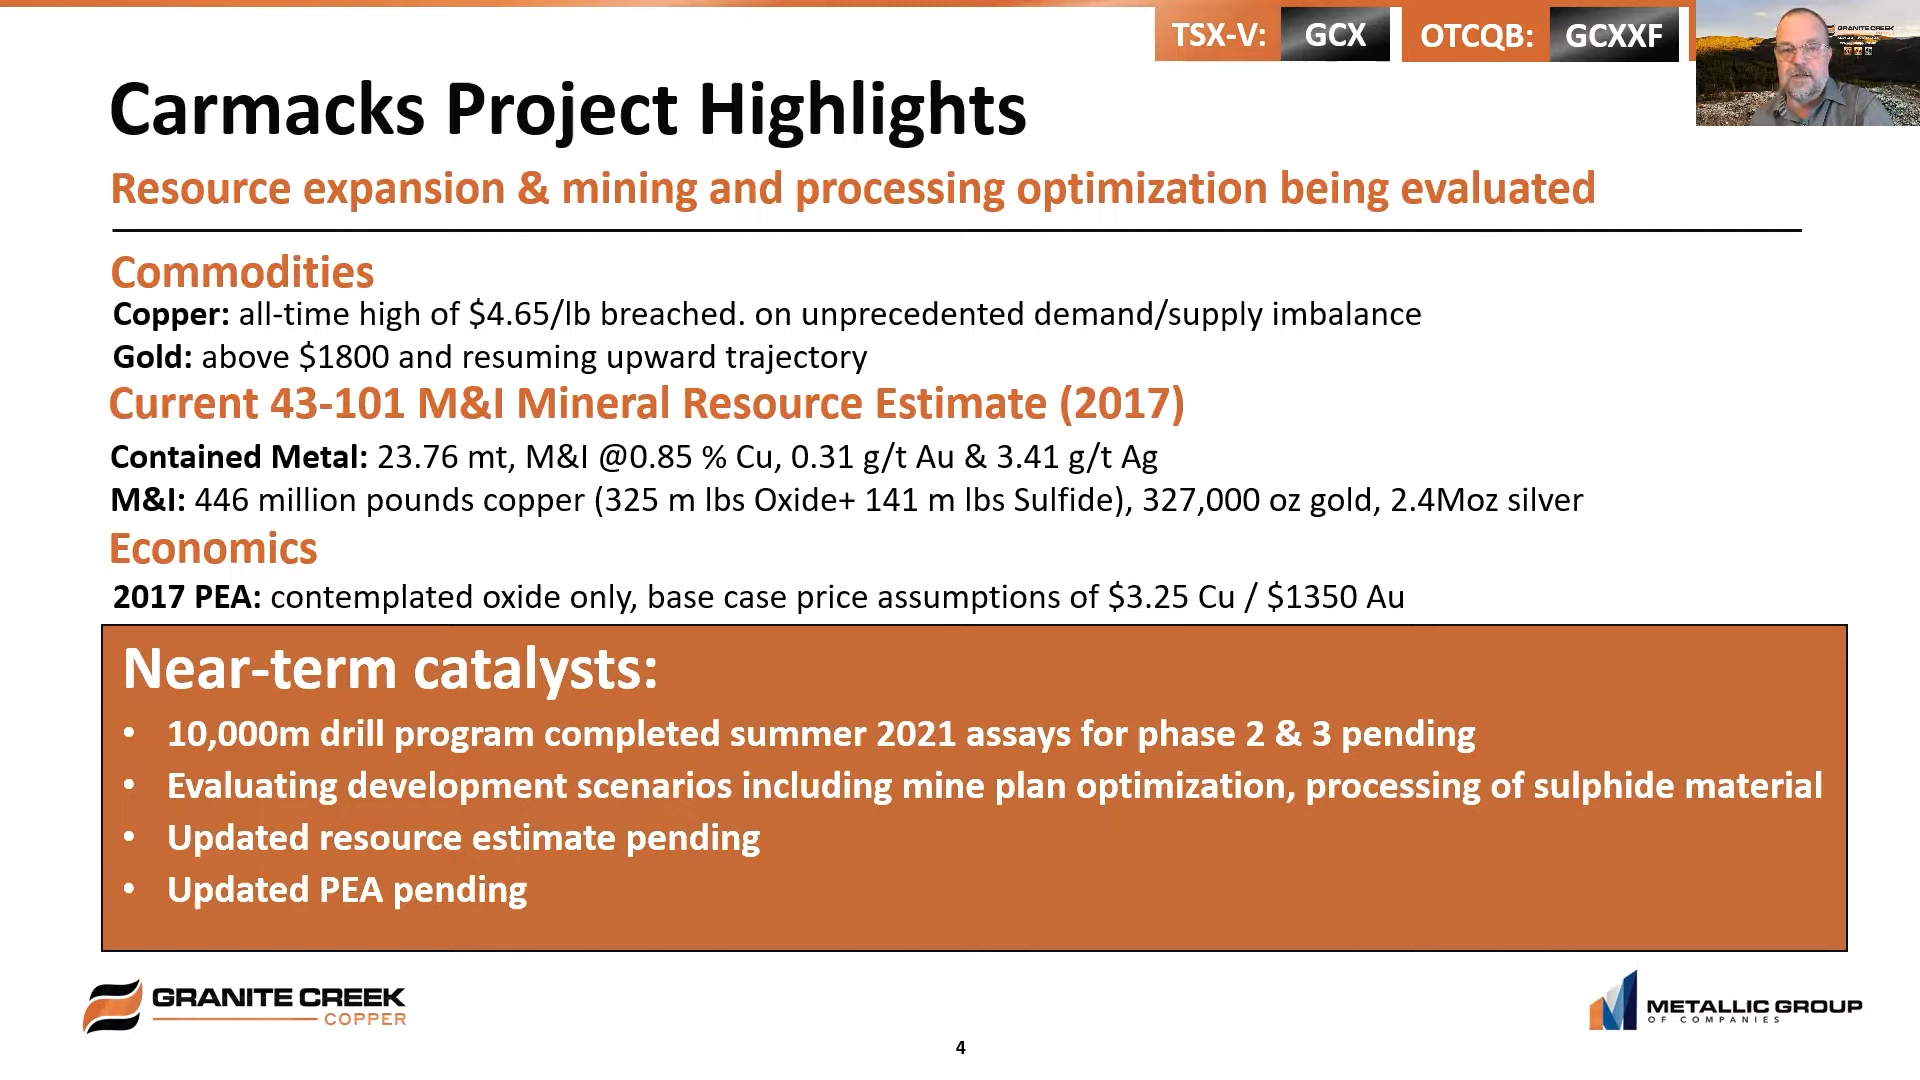 TSX-V: GCX OTCQB: GCXXF
GRANITE CREEK
Carmacks Project Highlights
Resource expansion & mining and processing optimization being evaluated
Commodities
Copper: all-time high of $4.65/lb breached. on unprecedented demand/supply imbalance
Gold: above $1800 and resuming upward trajectory
Current 43-101 M&I Mineral Resource Estimate (2017)
Contained Metal: 23.76 mt, M&I @0.85 % Cu, 0.31 g/t Au & 3.41 g/t Ag
M&I: 446 million pounds copper (325 m lbs Oxide+ 141 m lbs Sulfide), 327,000 oz gold, 2.4Moz silver
Economics
2017 PEA: contemplated oxide only, base case price assumptions of $3.25 Cu / $1350 Au
Near-term catalysts:
• 10,000m drill program completed summer 2021 assays for phase 2 & 3 pending
• Evaluating development scenarios including mine plan optimization, processing of sulphide material
• Updated resource estimate pending
• Updated PEA pending
GRANITE CREEK
COPPER
METALLIC GROUP
OF COMPANIES
4